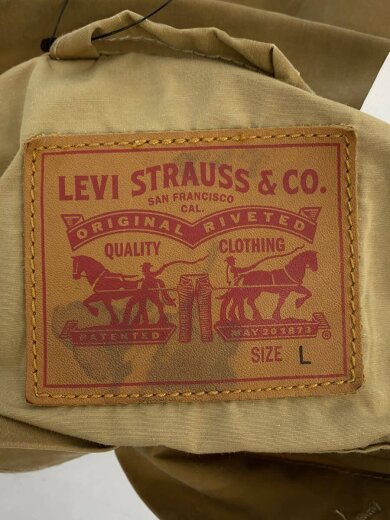 LEVI STRAUSS & CO.
SAN FRANCISCO
CAL.
ORIGINAL RIVETED
QUALITY CLOTHING
PATENTED MAY 20 1873 ®
SIZE L